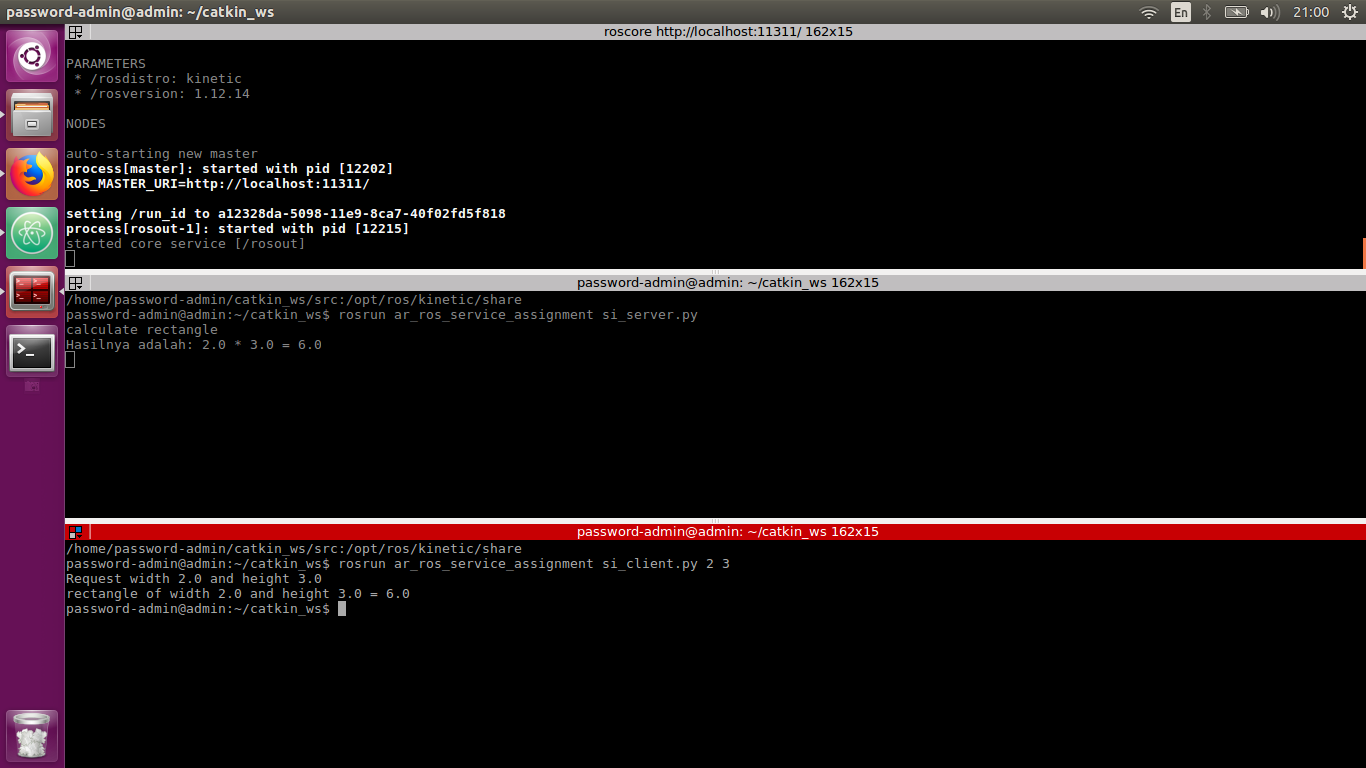 password-admin@admin: ~/catkin_ws
En
21:00
roscore http://localhost:11311/ 162x15
PARAMETERS
* /rosdistro: kinetic
* /rosversion: 1.12.14
NODES
auto-starting new master
process[master]: started with pid [12202]
ROS_MASTER_URI=http://localhost:11311/
setting /run_id to a12328da-5098-11e9-8ca7-40f02fd5f818
process[rosout-1]: started with pid [12215]
started core service [/rosout]
password-admin@admin: ~/catkin_ws 162x15
/home/password-admin/catkin_ws/src:/opt/ros/kinetic/share
password-admin@admin:~/catkin_ws$ rosrun ar_ros_service_assignment si_server.py
calculate rectangle
Hasilnya adalah: 2.0 * 3.0 = 6.0
password-admin@admin: ~/catkin_ws 162x15
/home/password-admin/catkin_ws/src:/opt/ros/kinetic/share
password-admin@admin:~/catkin_ws$ rosrun ar_ros_service_assignment si_client.py 2 3
Request width 2.0 and height 3.0
rectangle of width 2.0 and height 3.0 = 6.0
password-admin@admin:~/catkin_ws$